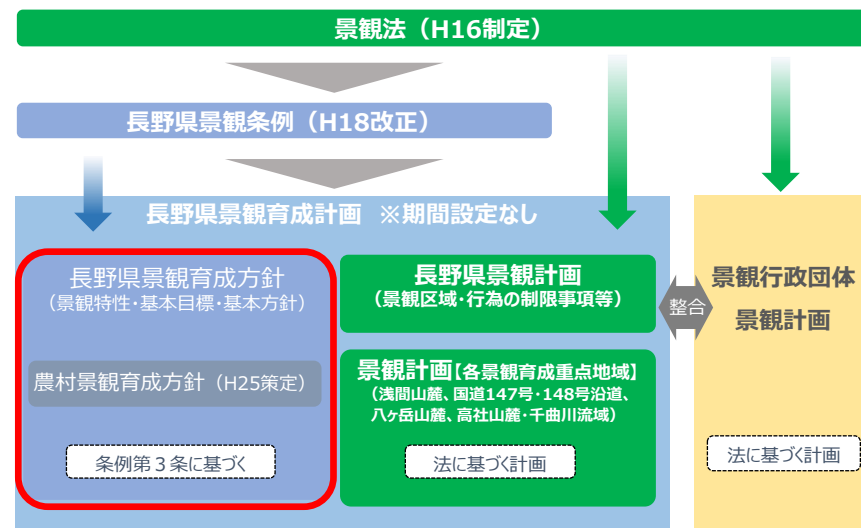 景観法（H16制定）
長野県景観条例（H18改正）
長野県景観育成計画　※期間設定なし
長野県景観育成方針
（景観特性・基本目標・基本方針）
農村景観育成方針（H25策定）
条例第３条に基づく
長野県景観計画
（景観区域・行為の制限事項等）
景観計画【各景観育成重点地域】
（浅間山麓、国道147号・148号沿道、
八ヶ岳山麓、高社山麓・千曲川流域）
法に基づく計画
整合
景観行政団体
景観計画
法に基づく計画